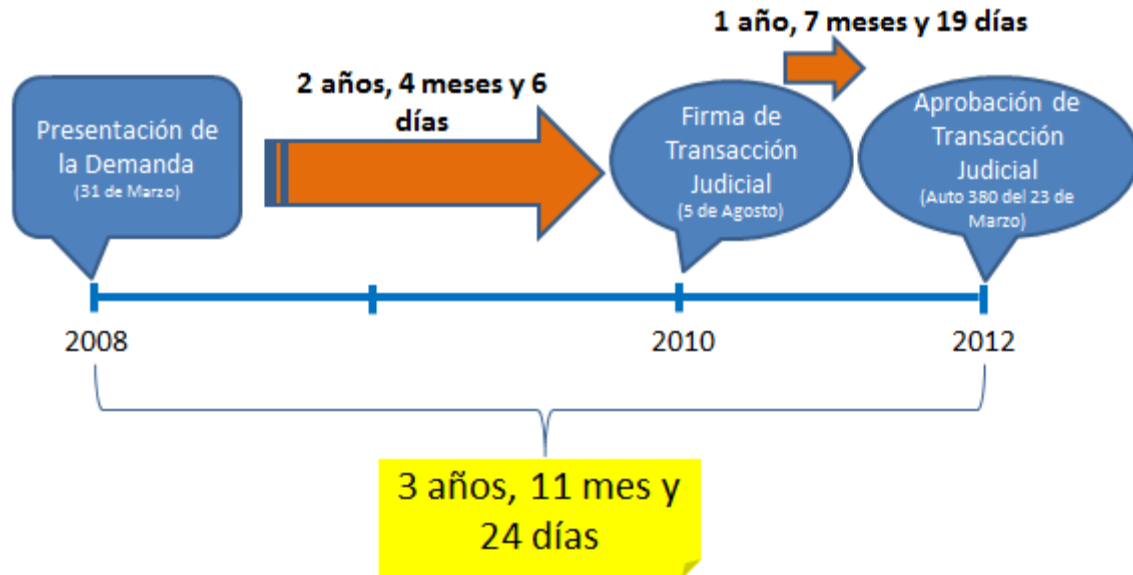 1 año, 7 meses y 19 días
2 años, 4 meses y 6
días
Presentación de
la Demanda
(31 de Marzo)
Firma de
Transacción
Judicial
(5 de Agosto)
Aprobación de
Transacción
Judicial
(Auto 380 del 23 de
Marzo)
2008
2010
2012
3 años, 11 mes y
24 días